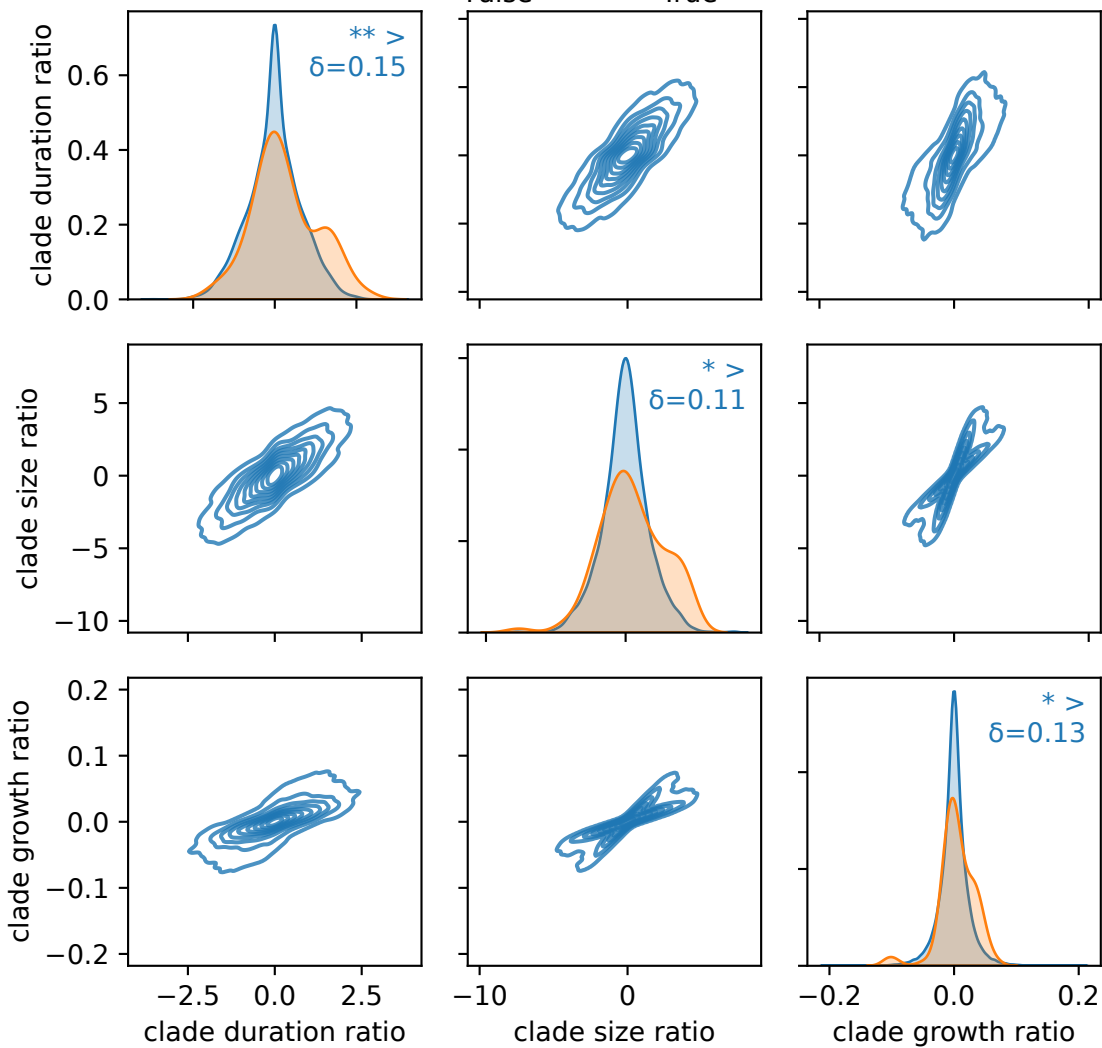 True
clade duration ratio
0.6
0.4
0.2
0.0
** >
δ=0.15
clade size ratio
5
0
−5
−10
* >
δ=0.11
clade growth ratio
0.2
0.1
0.0
−0.1
−0.2
* >
δ=0.13
−2.5 0.0 2.5
−10 0
−0.2 0.0 0.2
clade duration ratio
clade size ratio
clade growth ratio